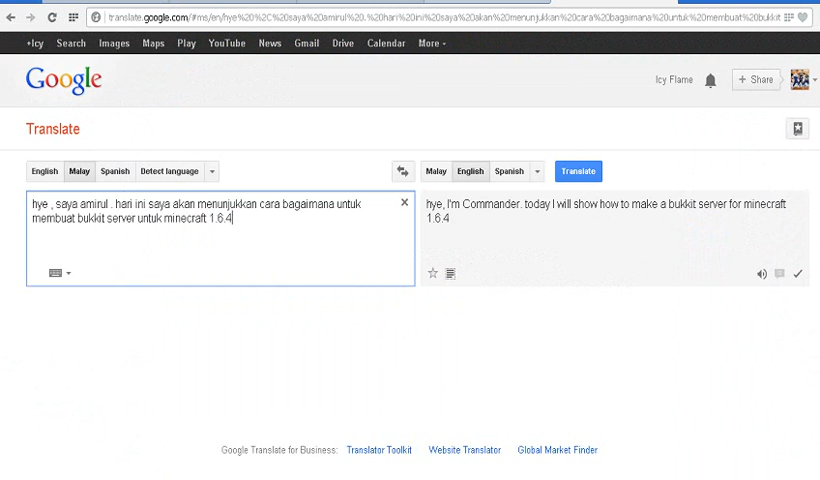 translate.google.com/#ms/en/hye%20%2C%20saya%20amirul%20.%20hari%20ini%20saya%20akan%20menunjukkan%20cara%20bagaimana%20untuk%20membuat%20bukkit
+Icy Search Images Maps Play YouTube News Gmail Drive Calendar More
Google
Icy Flame
+ Share
Translate
English Malay Spanish Detect language
Malay English Spanish Translate
hye , saya amirul . hari ini saya akan menunjukkan cara bagaimana untuk
membuat bukkit server untuk minecraft 1.6.4
hye, I'm Commander. today I will show how to make a bukkit server for minecraft
1.6.4
Google Translate for Business: Translator Toolkit Website Translator Global Market Finder